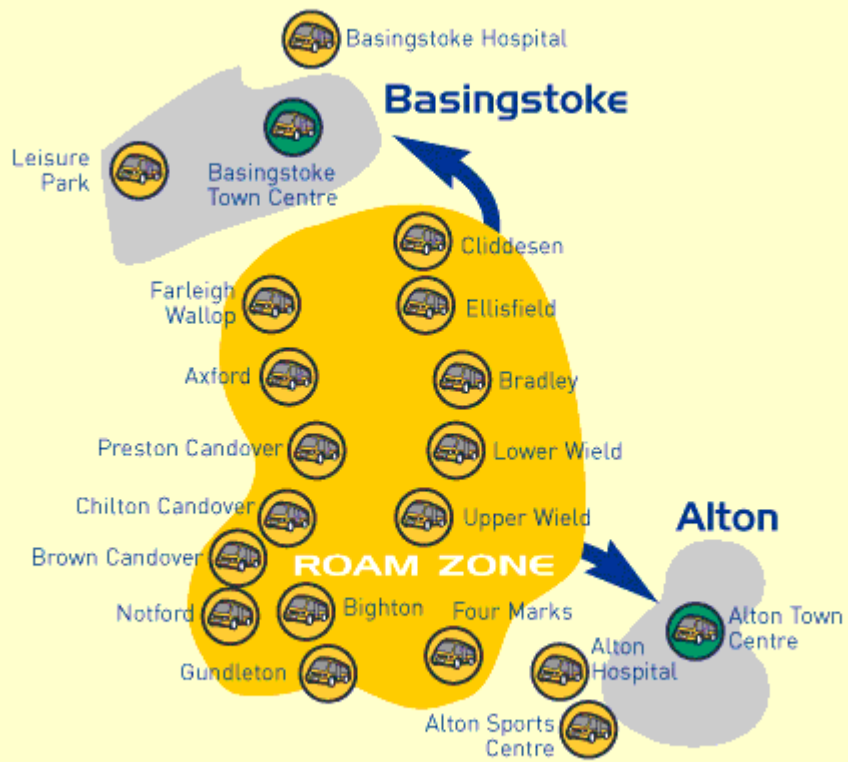 Basingstoke Hospital
Basingstoke
Leisure
Park
Basingstoke
Town Centre
Cliddesen
Farleigh
Wallop
Ellisfield
Axford
Bradley
Preston Candover
Lower Wield
Chilton Candover
Upper Wield
Alton
Brown Candover
ROAM ZONE
Notford
Bighton
Four Marks
Alton Town
Centre
Gundleton
Alton
Hospital
Alton Sports
Centre